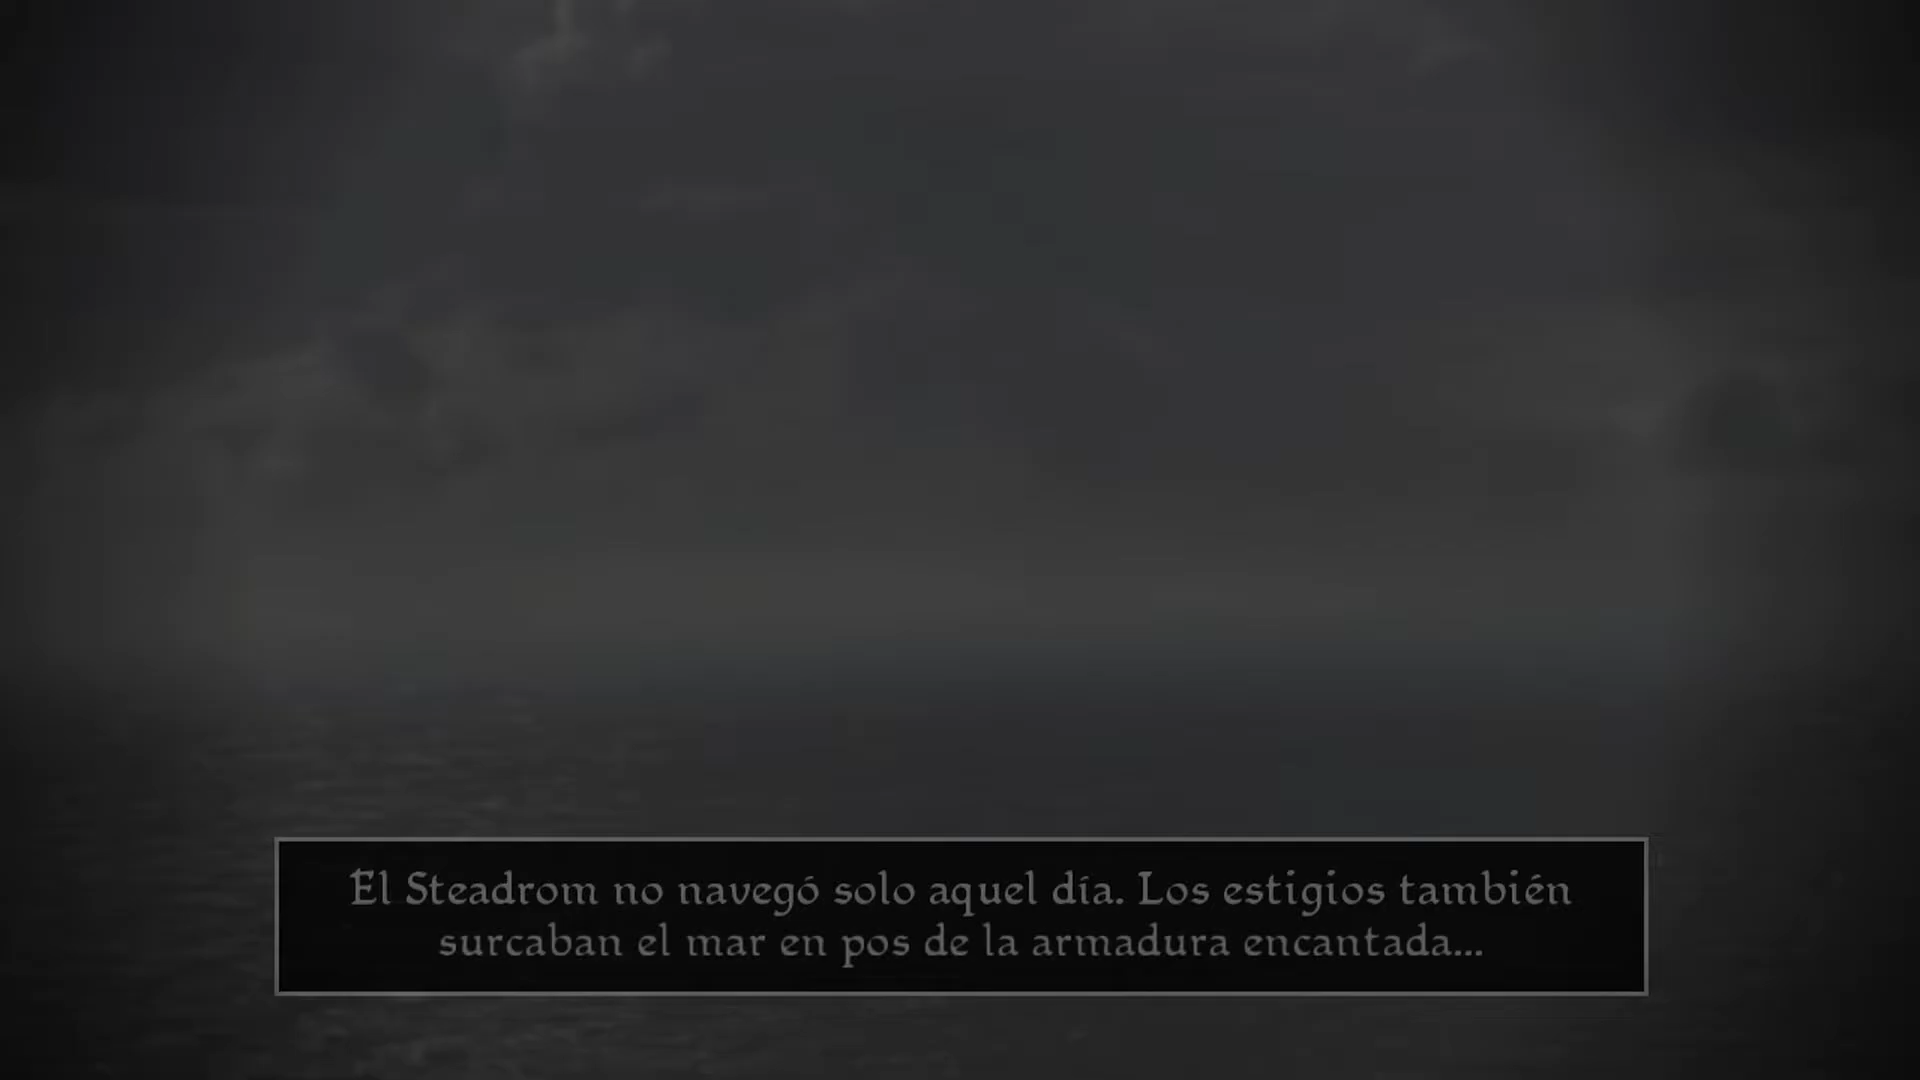 El Steadrom no navegó solo aquel día. Los estigios también
surcaban el mar en pos de la armadura encantada...